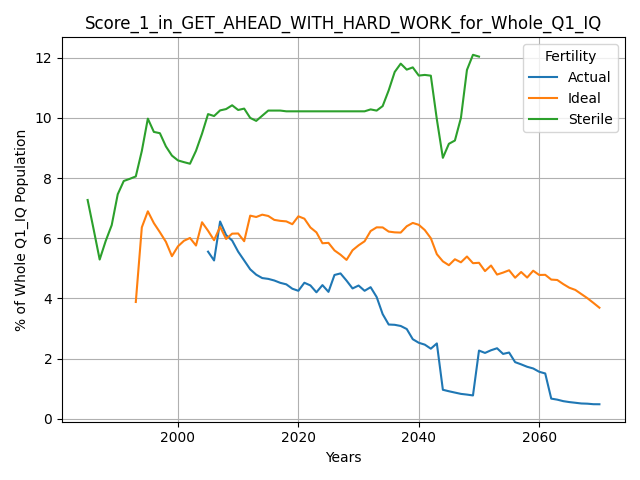 Score_1_in_GET_AHEAD_WITH_HARD_WORK_for_Whole_Q1_IQ
% of Whole Q1_IQ Population
12
10
8
6
4
2
0
2000
2020
2040
2060
Years
Fertility
Actual
Ideal
Sterile